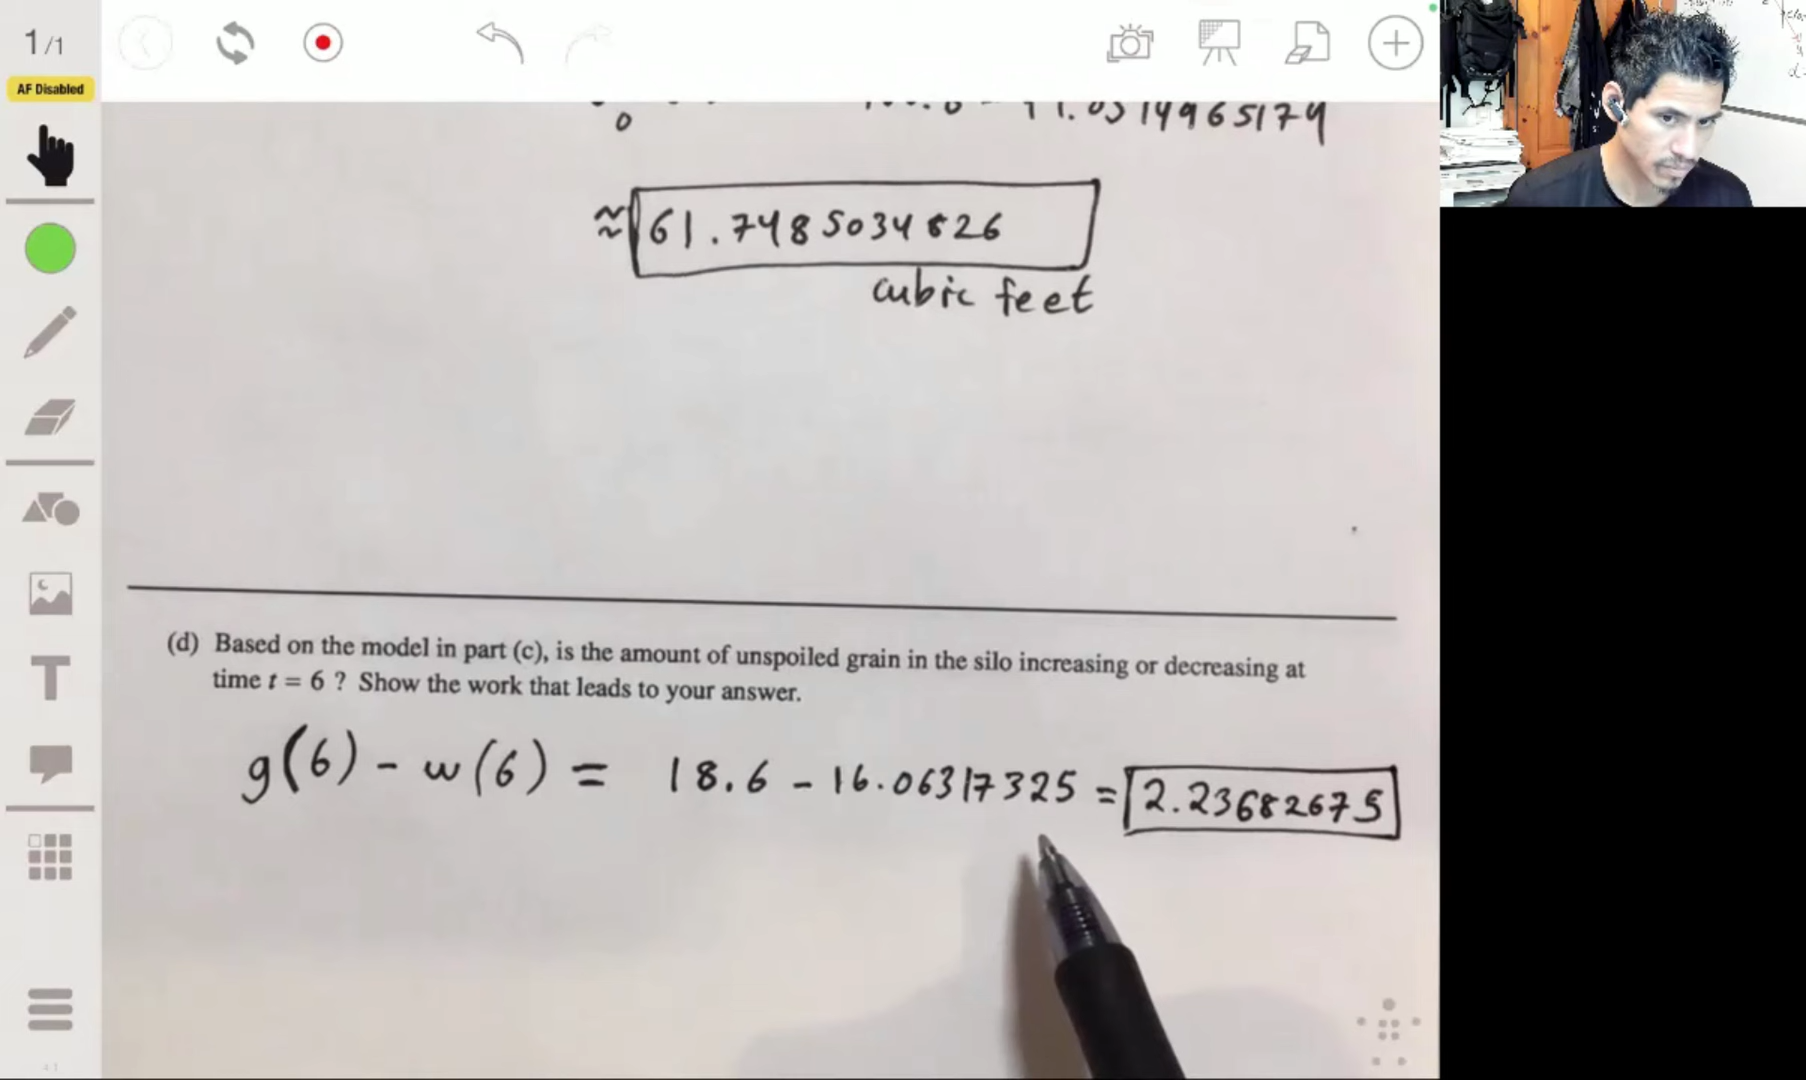 1/1
AF Disabled
0
61.7485034826
cubic feet
(d) Based on the model in part (c), is the amount of unspoiled grain in the silo increasing or decreasing at
time t = 6 ? Show the work that leads to your answer.
g(6) - w(6) = 18.6 - 16.06317325 = 2.23682675
T